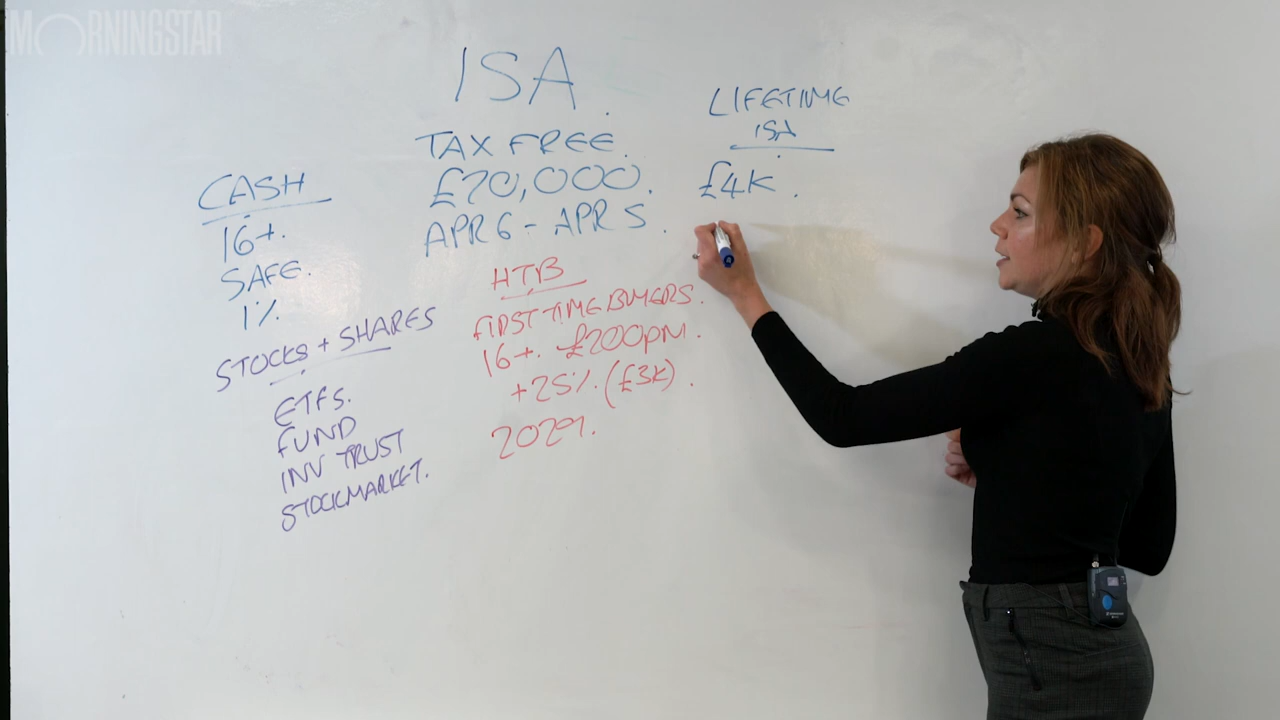 MORNINGSTAR
ISA.
TAX FREE.
£20,000.
APR 6 - APR 5.
CASH
16+.
SAFE.
1%
STOCKS + SHARES
ETFS.
FUND
INV TRUST
STOCKMARKET.
HTB
FIRST TIME BUYERS.
16+. £200pm.
+25%. (£3K).
2029.
LIFETIME
ISA
£4K.